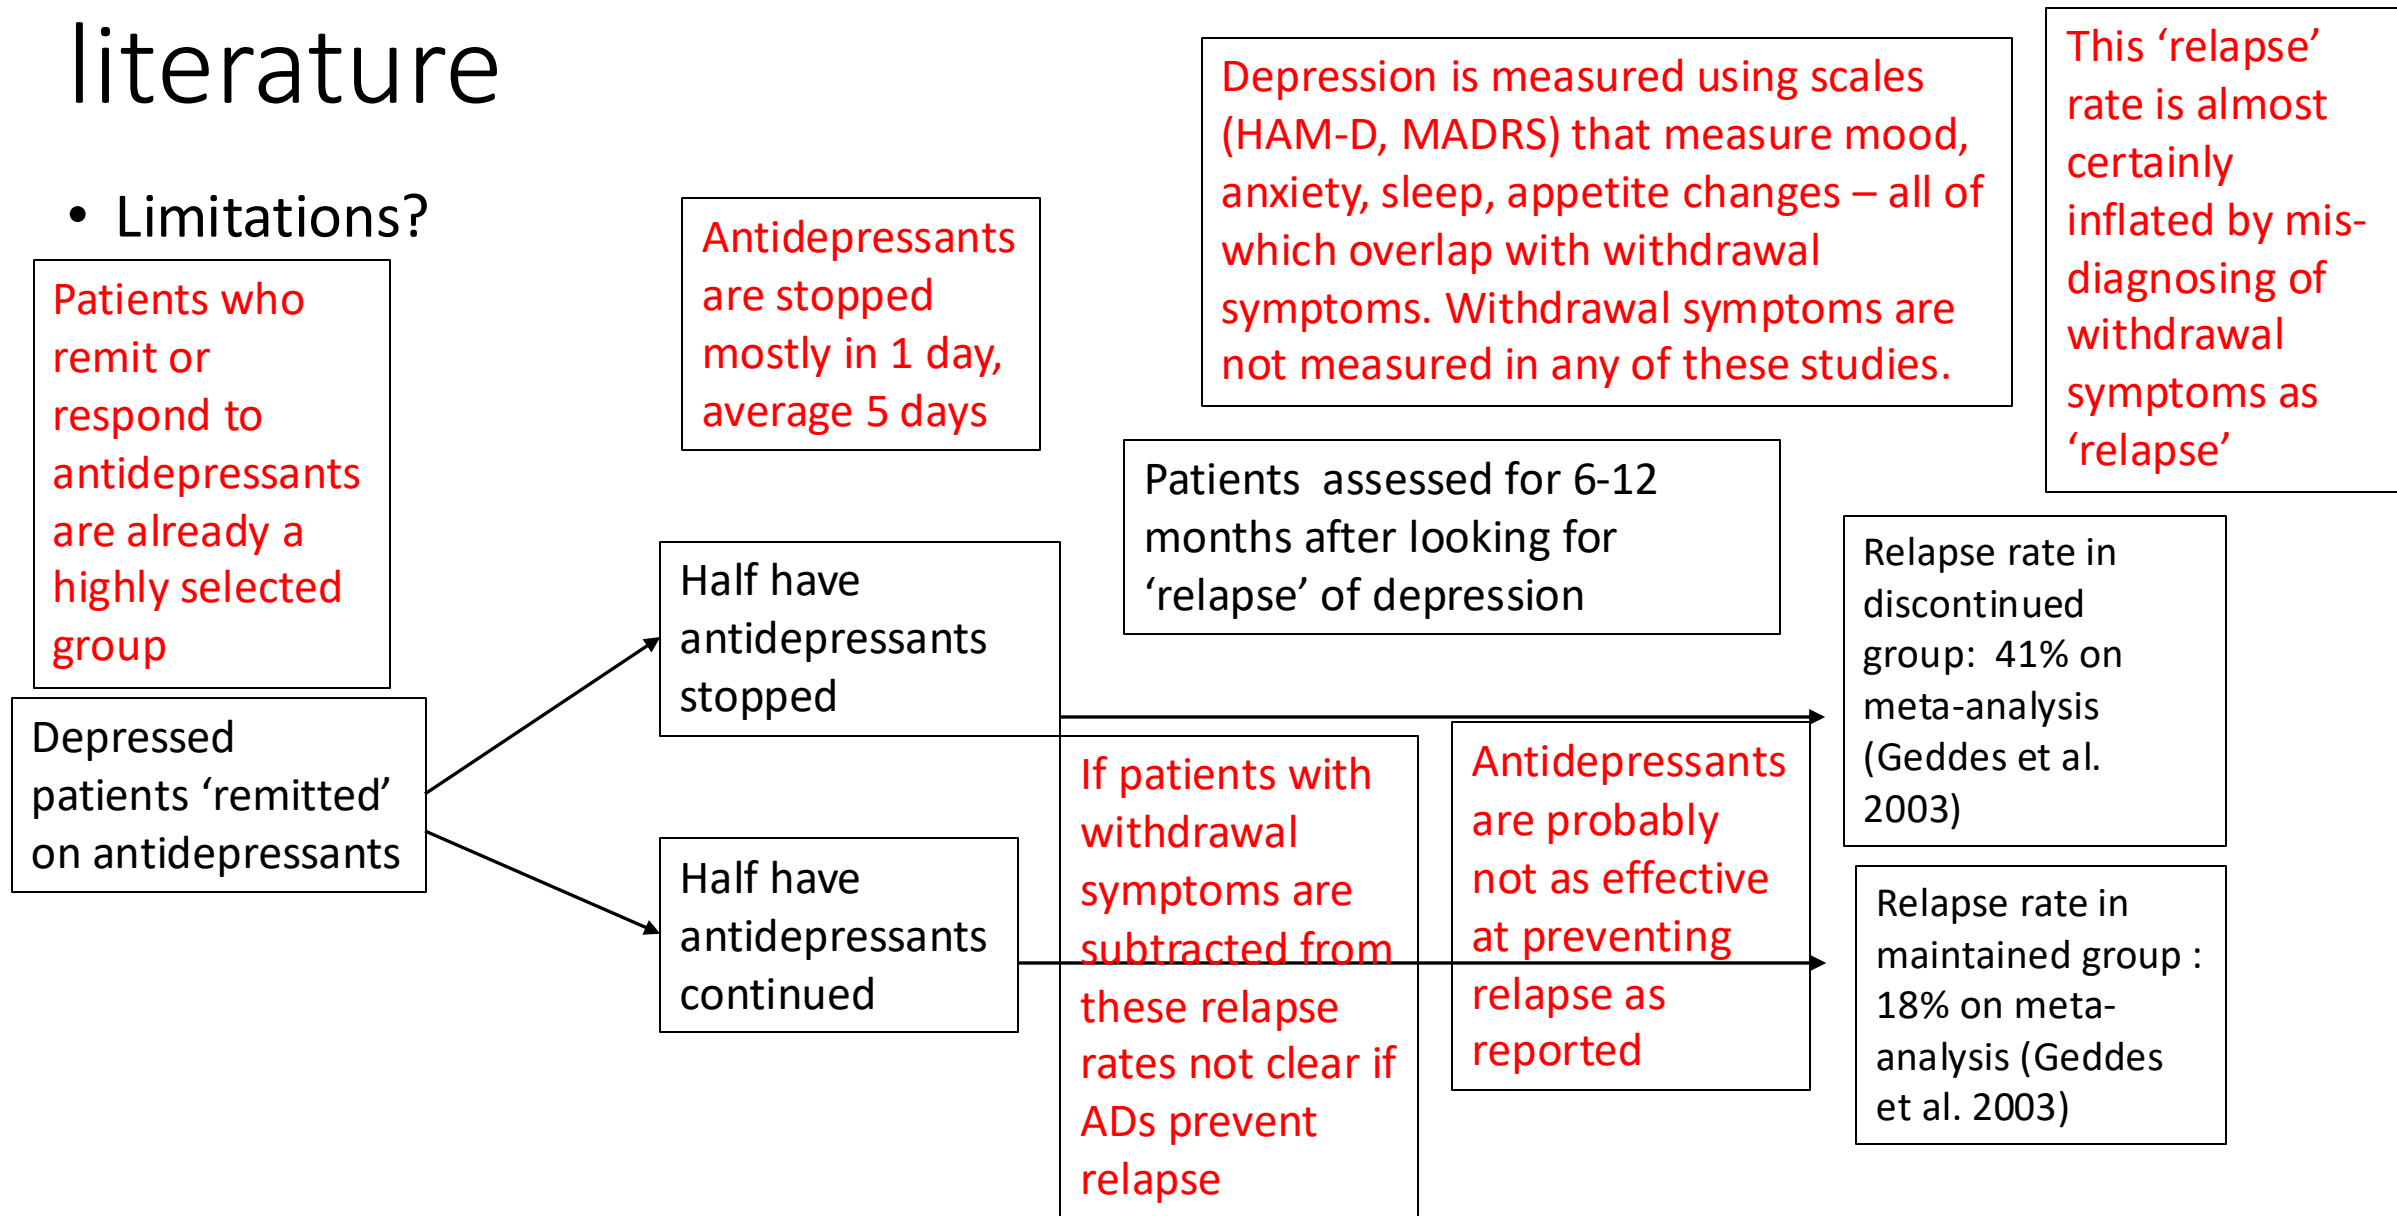 literature
• Limitations?
Patients who
remit or
respond to
antidepressants
are already a
highly selected
group
Antidepressants
are stopped
mostly in 1 day,
average 5 days
Depression is measured using scales
(HAM-D, MADRS) that measure mood,
anxiety, sleep, appetite changes – all of
which overlap with withdrawal
symptoms. Withdrawal symptoms are
not measured in any of these studies.
This ‘relapse’
rate is almost
certainly
inflated by mis-
diagnosing of
withdrawal
symptoms as
‘relapse’
Patients  assessed for 6-12
months after looking for
‘relapse’ of depression
Depressed
patients ‘remitted’
on antidepressants
Half have
antidepressants
stopped
Half have
antidepressants
continued
If patients with
withdrawal
symptoms are
subtracted from
these relapse
rates not clear if
ADs prevent
relapse
Antidepressants
are probably
not as effective
at preventing
relapse as
reported
Relapse rate in
discontinued
group:  41% on
meta-analysis
(Geddes et al.
2003)
Relapse rate in
maintained group :
18% on meta-
analysis (Geddes
et al. 2003)